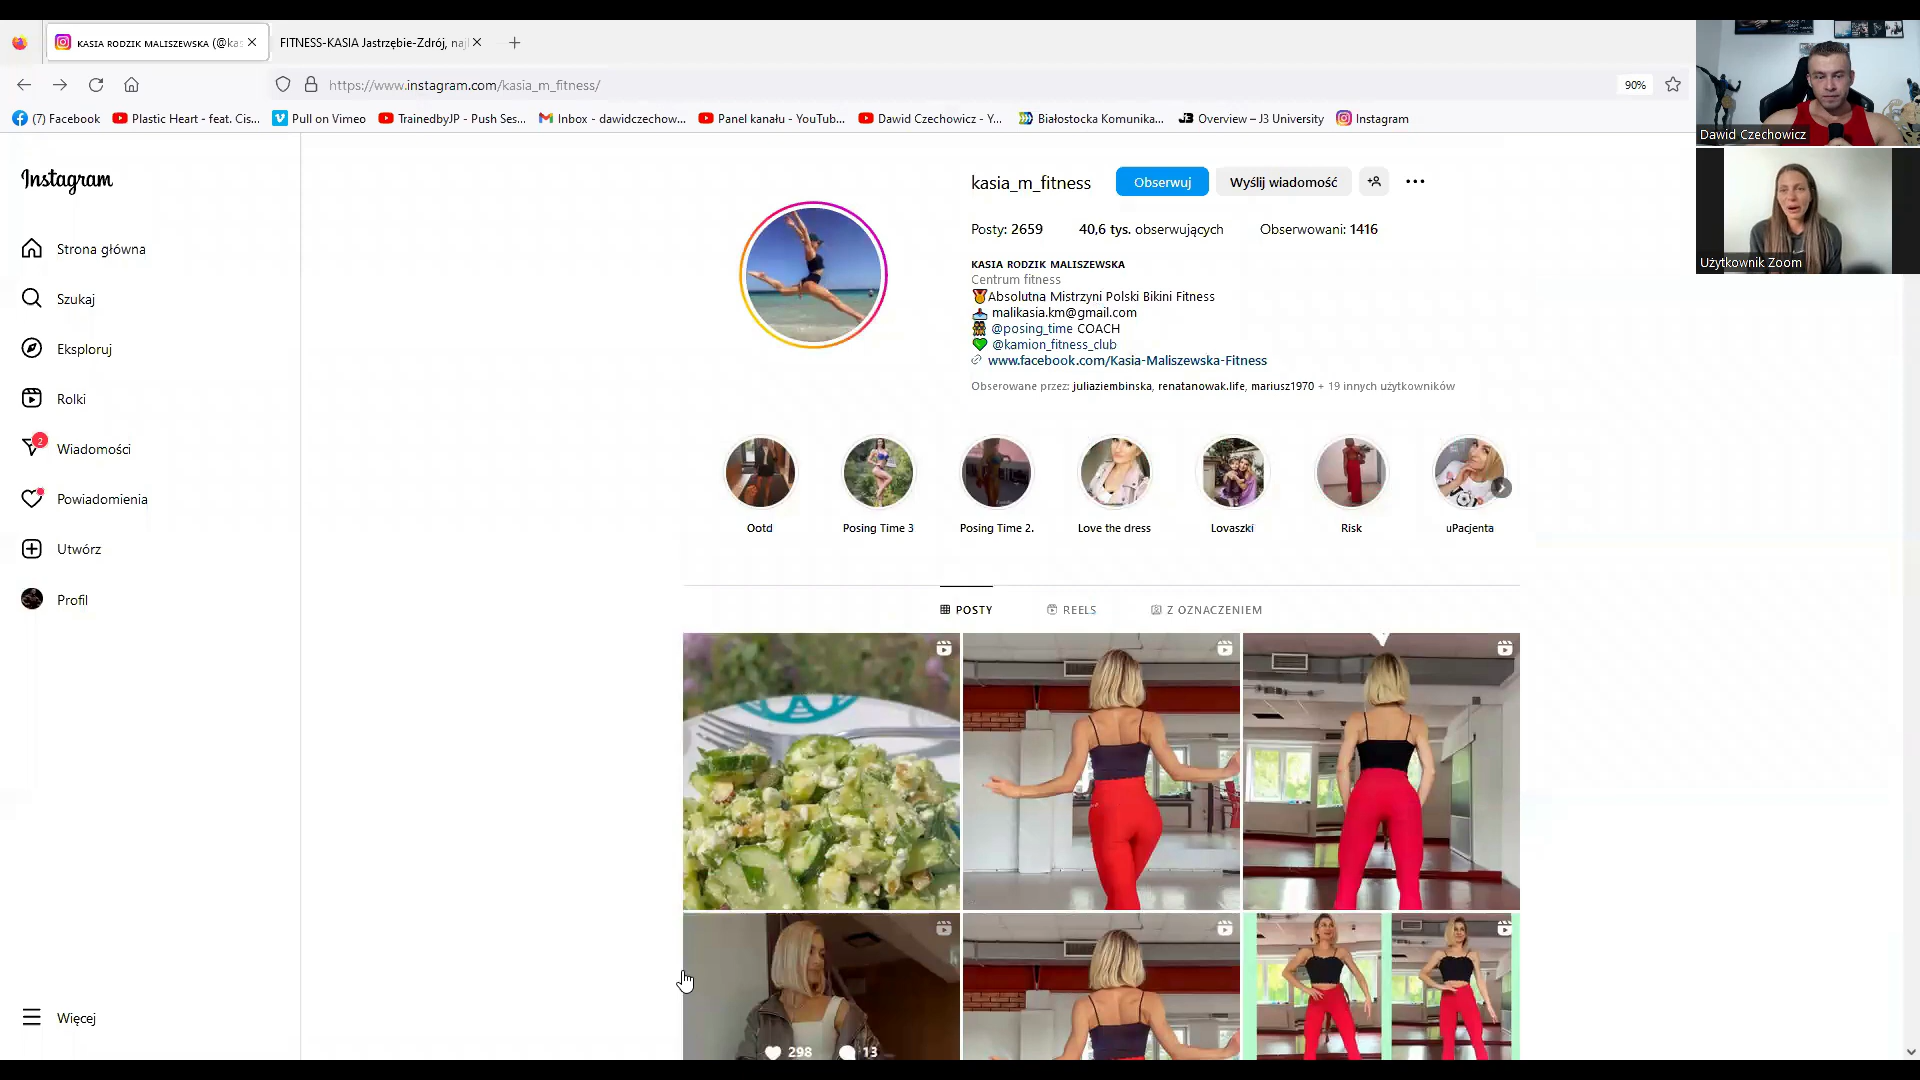 KASIA RODZIK MALISZEWSKA (@kas
FITNESS-KASIA Jastrzębie-Zdrój, naj
https://www.instagram.com/kasia_m_fitness/
90%
(7) Facebook
Plastic Heart - feat. Cis...
Pull on Vimeo
TrainedbyJP - Push Ses...
Inbox - dawidczechow...
Panel kanału - YouTub...
Dawid Czechowicz - Y...
Białostocka Komunika...
Overview – J3 University
Instagram
Dawid Czechowicz
Użytkownik Zoom
Instagram
Strona główna
Szukaj
Eksploruj
Rolki
2
Wiadomości
Powiadomienia
Utwórz
Profil
Więcej
kasia_m_fitness
Obserwuj
Wyślij wiadomość
Posty: 2659
40,6 tys. obserwujących
Obserwowani: 1416
KASIA RODZIK MALISZEWSKA
Centrum fitness
🏅Absolutna Mistrzyni Polski Bikini Fitness
malikasia.km@gmail.com
@posing_time COACH
💚 @kamion_fitness_club
www.facebook.com/Kasia-Maliszewska-Fitness
Obserowane przez: juliaziembinska, renatanowak.life, mariusz1970 + 19 innych użytkowników
Ootd
Posing Time 3
Posing Time 2.
Love the dress
Lovaszki
Risk
uPacjenta
POSTY
REELS
Z OZNACZENIEM
298
13